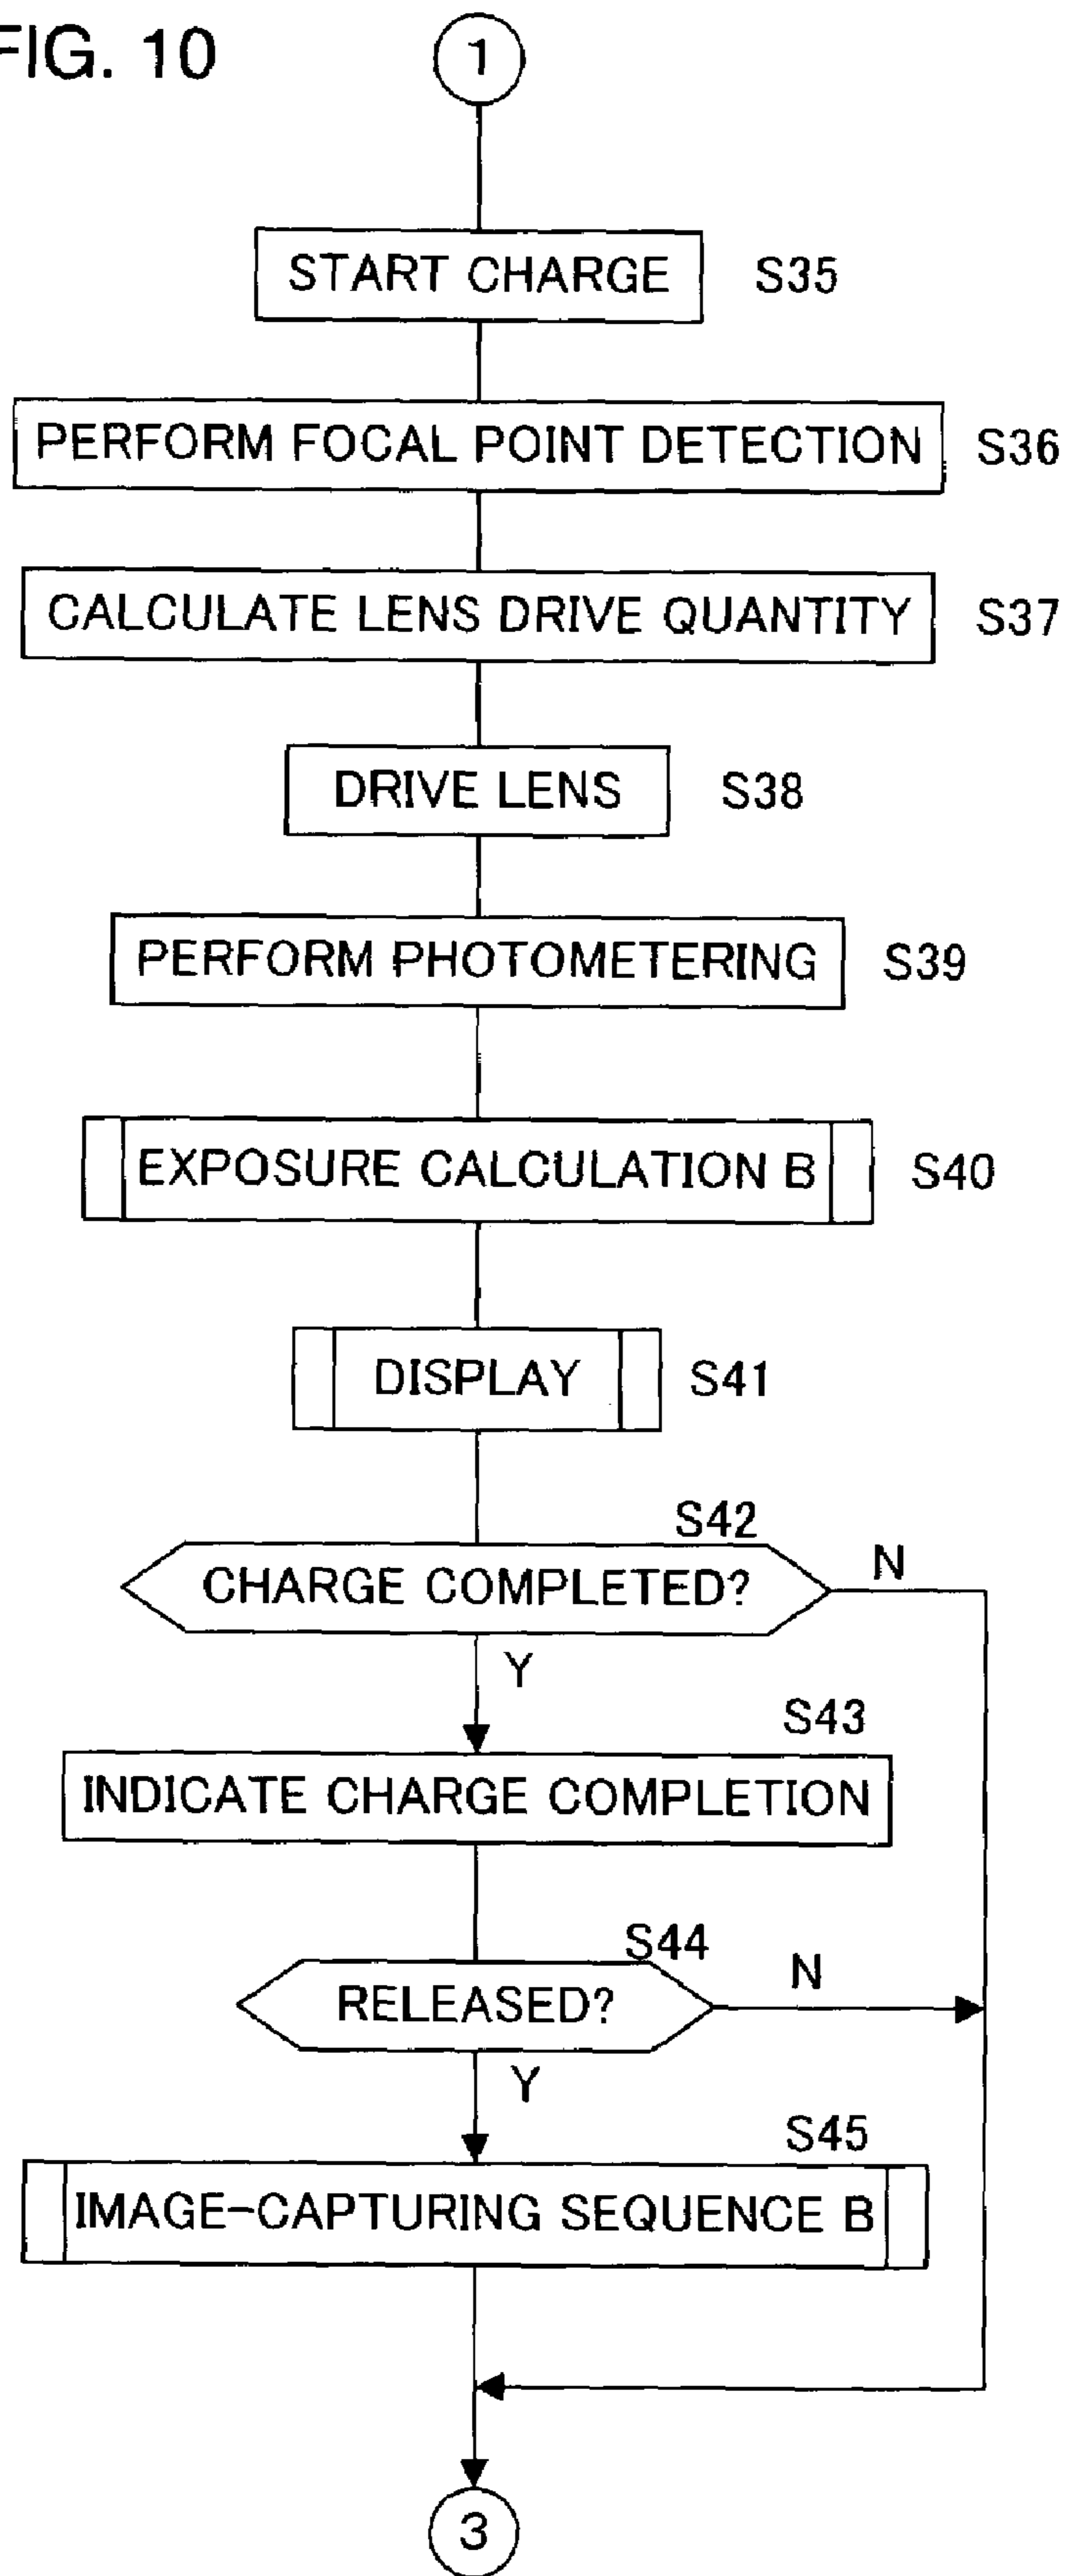 FIG. 10
1
START CHARGE S35
PERFORM FOCAL POINT DETECTION S36
CALCULATE LENS DRIVE QUANTITY S37
DRIVE LENS S38
PERFORM PHOTOMETERING S39
EXPOSURE CALCULATION B S40
DISPLAY S41
S42
CHARGE COMPLETED? N
Y
S43
INDICATE CHARGE COMPLETION
S44
RELEASED? N
Y
S45
IMAGE-CAPTURING SEQUENCE B
3